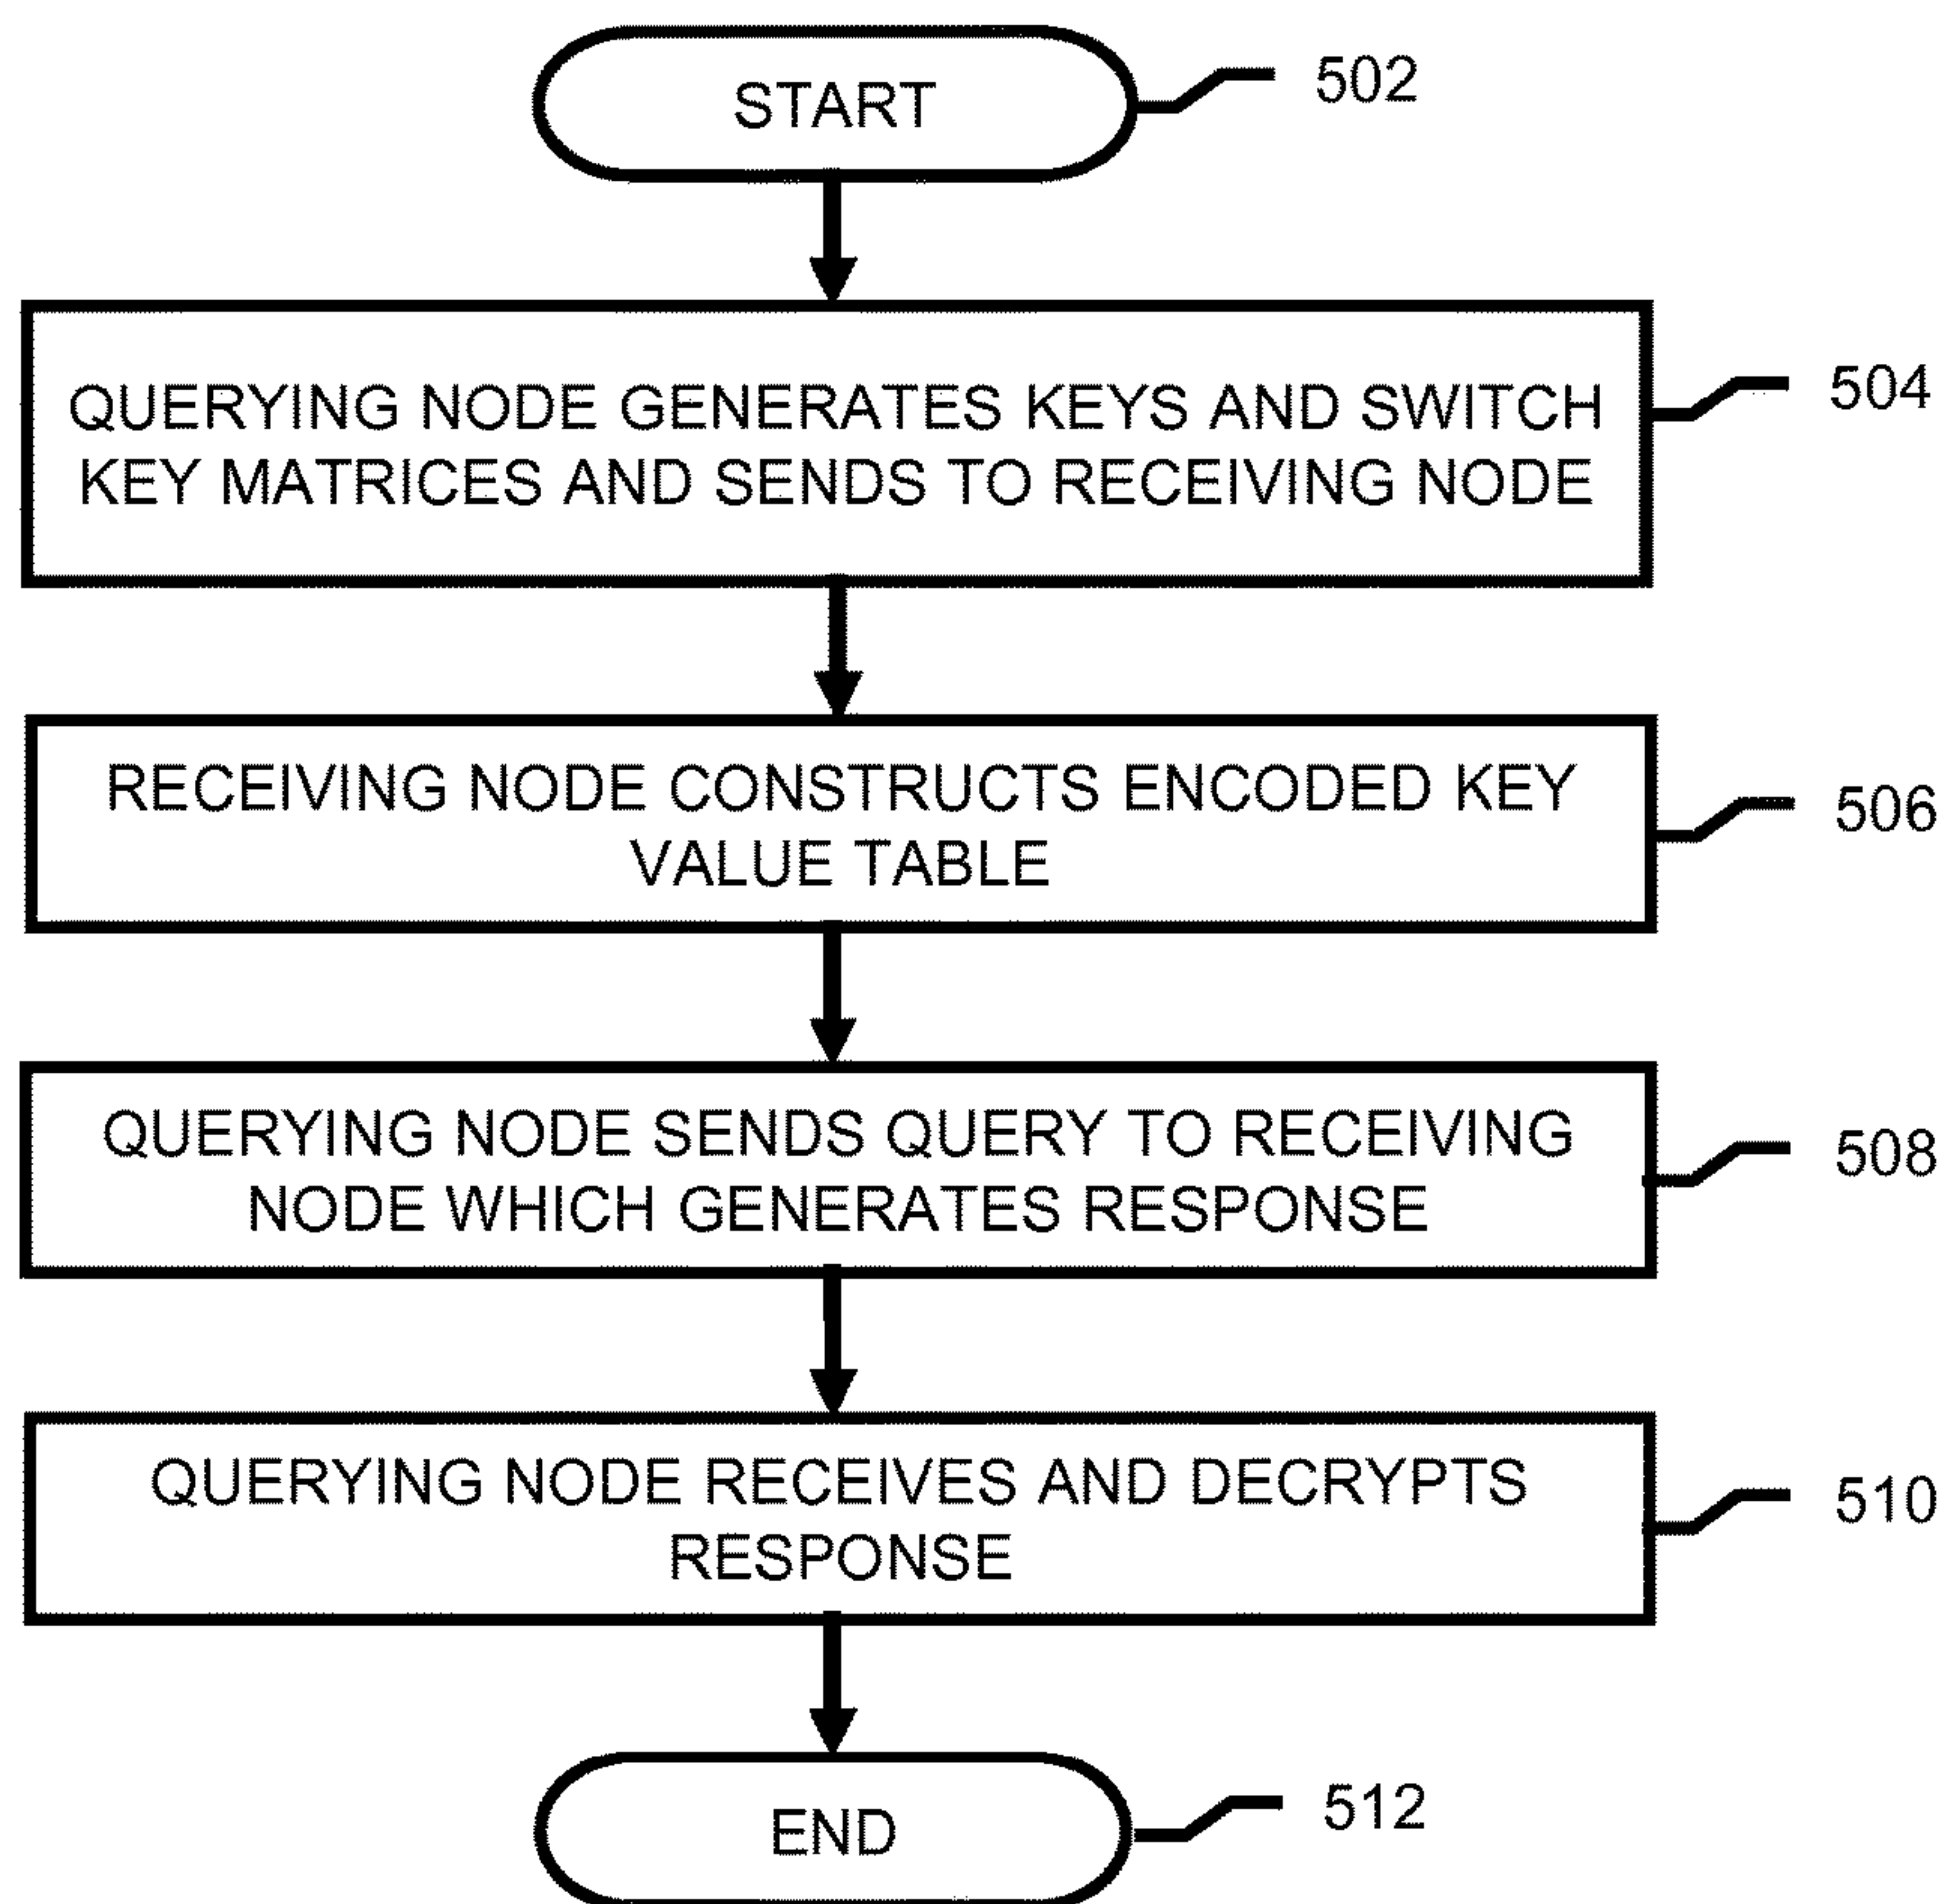 START
502
QUERYING NODE GENERATES KEYS AND SWITCH
KEY MATRICES AND SENDS TO RECEIVING NODE
504
RECEIVING NODE CONSTRUCTS ENCODED KEY
VALUE TABLE
506
QUERYING NODE SENDS QUERY TO RECEIVING
NODE WHICH GENERATES RESPONSE
508
QUERYING NODE RECEIVES AND DECRYPTS
RESPONSE
510
END
512